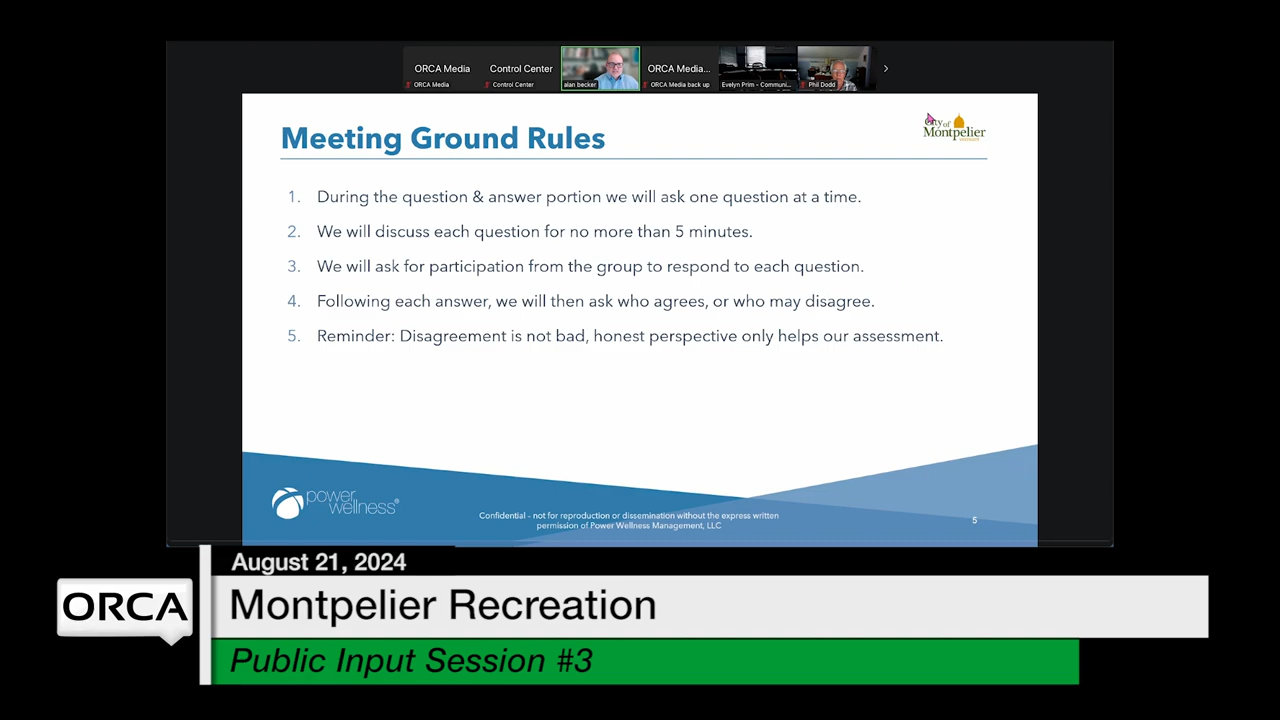 ORCA Media
Control Center
ORCA Media...
ORCA Media
Control Center
alan becker
ORCA Media back up
Evelyn Prim - Communi...
Phil Dodd
Meeting Ground Rules
City of
Montpelier
1. During the question & answer portion we will ask one question at a time.
2. We will discuss each question for no more than 5 minutes.
3. We will ask for participation from the group to respond to each question.
4. Following each answer, we will then ask who agrees, or who may disagree.
5. Reminder: Disagreement is not bad, honest perspective only helps our assessment.
power
wellness®
Confidential – not for reproduction or dissemination without the express written
permission of Power Wellness Management, LLC
5
August 21, 2024
ORCA
Montpelier Recreation
Public Input Session #3